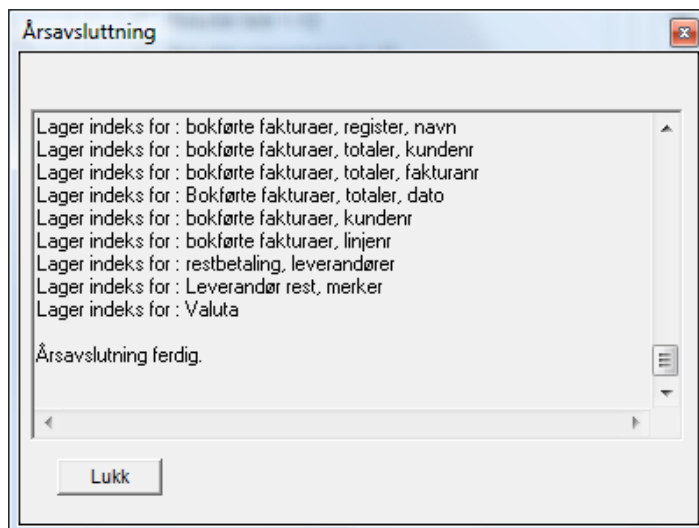 Årsavsluttning
Lager indeks for : bokførte fakturaer, register, navn
Lager indeks for : bokførte fakturaer, totaler, kundenr
Lager indeks for : bokførte fakturaer, totaler, fakturanr
Lager indeks for : Bokførte fakturaer, totaler, dato
Lager indeks for : bokførte fakturaer, kundenr
Lager indeks for : bokførte fakturaer, linjenr
Lager indeks for : restbetaling, leverandører
Lager indeks for : Leverandør rest, merker
Lager indeks for : Valuta
Årsavslutning ferdig.
Lukk